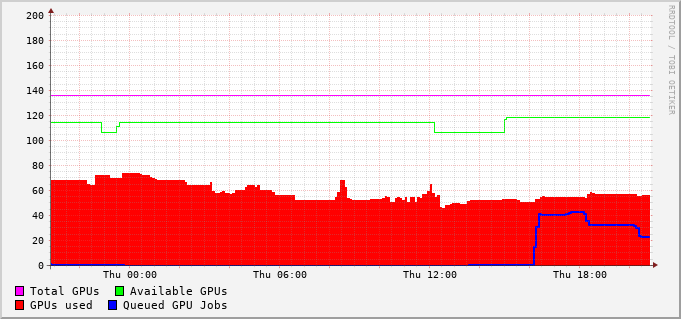 200
180
160
140
120
100
80
60
40
20
0
Thu 00:00 Thu 06:00 Thu 12:00 Thu 18:00
Total GPUs Available GPUs
GPUs used Queued GPU Jobs
RRDTOOL / TOBI OETIKER